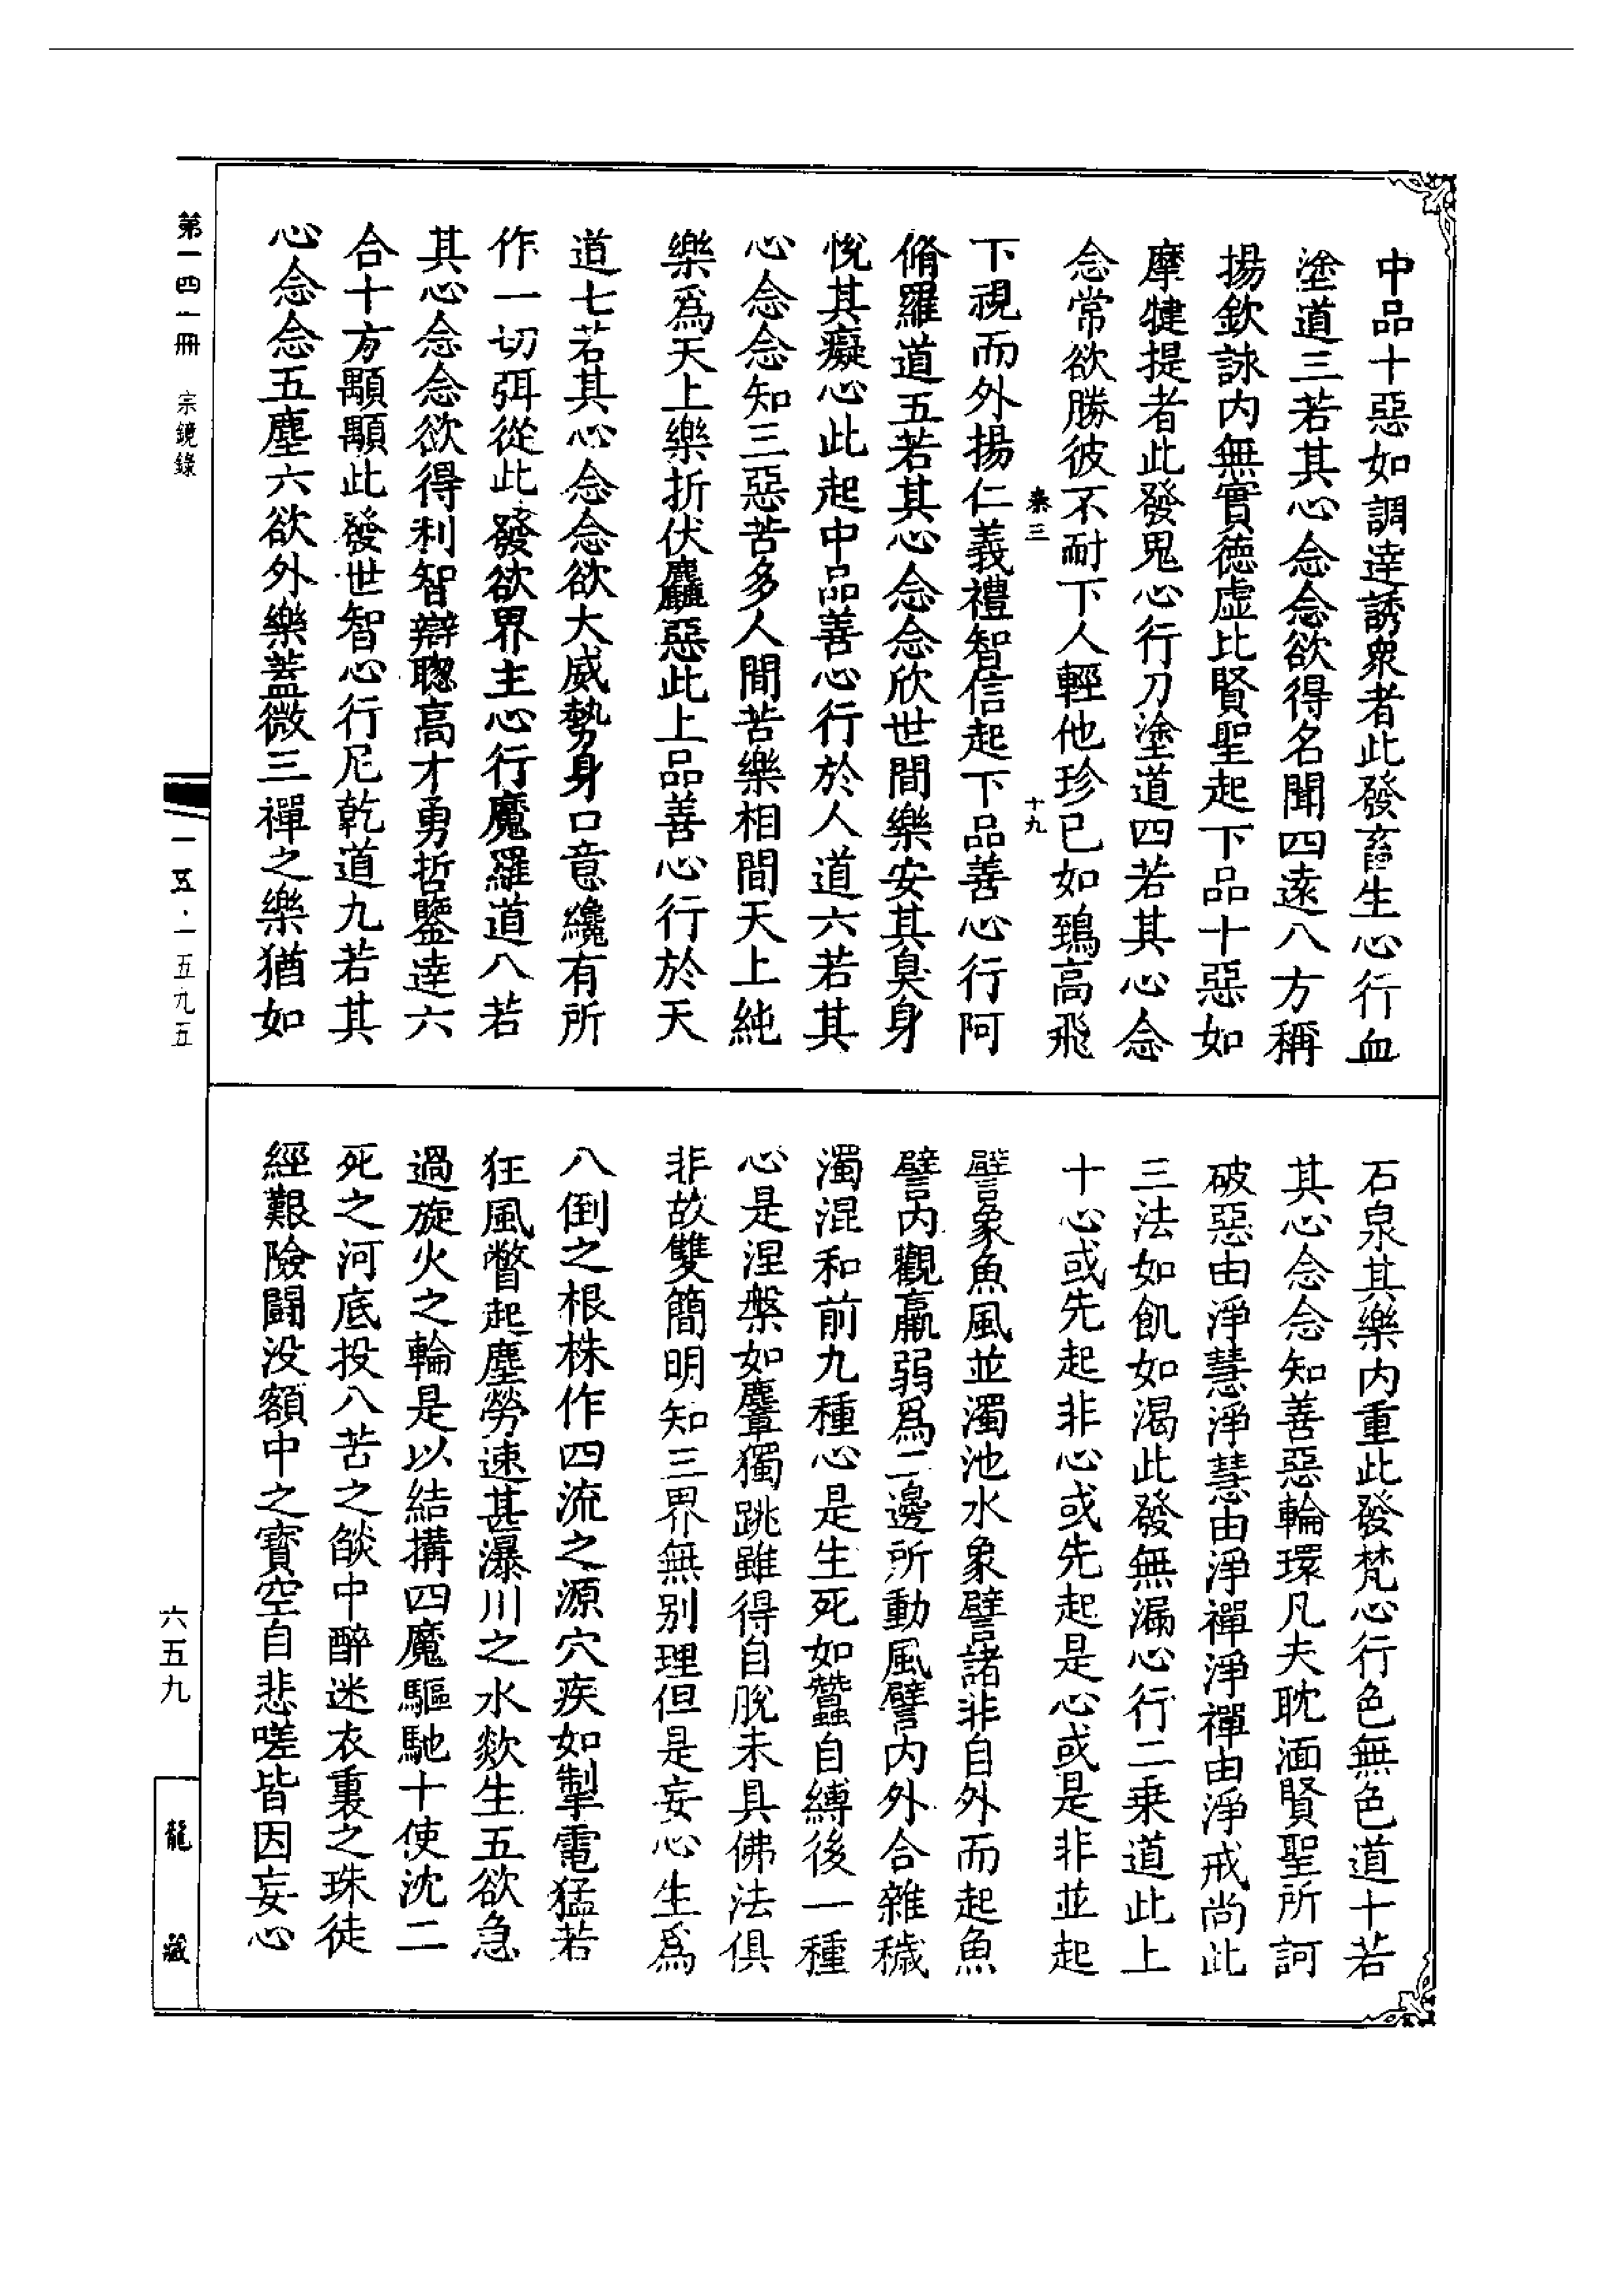 中品十惡如調達誘衆者此發畜生心行血
塗道三若其心念念欲得名聞四遠八方稱
揚欽詠内無實德虛比賢聖起下品十惡如
摩犍提者此發鬼心行刀塗道四若其心念
念常欲勝彼不耐下人輕他珍己如鵄高飛
桊三
十九
下視而外揚仁義禮智信起下品善心行阿
脩羅道五若其心念念欣世間樂安其臭身
悅其癡心此起中品善心行於人道六若其
心念念知三惡苦多人間苦樂相間天上純
樂爲天上樂折伏麤惡此上品善心行於天
道七若其心念念欲大威勢身口意纔有所
作一切弭從此發欲界主心行魔羅道八若
其心念念欲得利智辯聰高才勇哲鑒達六
合十方顒顒此發世智心行尼乾道九若其
心念念五塵六欲外樂蓋微三禪之樂猶如
石泉其樂内重此發梵心行色無色道十若
其心念念知善惡輪環凡夫耽湎賢聖所訶
破惡由淨慧淨慧由淨禪淨禪由淨戒尚此
三法如飢如渴此發無漏心行二乗道此上
十心或先起非心或先起是心或是非並起
譬象魚風並濁池水象譬諸非自外而起魚
譬内觀羸弱爲二邊所動風譬内外合雜穢
濁混和前九種心是生死如蠶自縛後一種
心是涅槃如麞獨跳雖得自脫未具佛法俱
非故雙簡明知三界無别理但是妄心生爲
八倒之根株作四流之源穴疾如掣電猛若
狂風瞥起塵勞速甚瀑川之水欻生五欲急
過旋火之輪是以結搆四魔驅馳十使沈二
死之河底投八苦之燄中醉迷衣裏之珠徒
經艱險鬪没額中之寳空自悲嗟皆因妄心
第一四一冊 宗鏡錄
一五·一五九五
六五九
龍藏